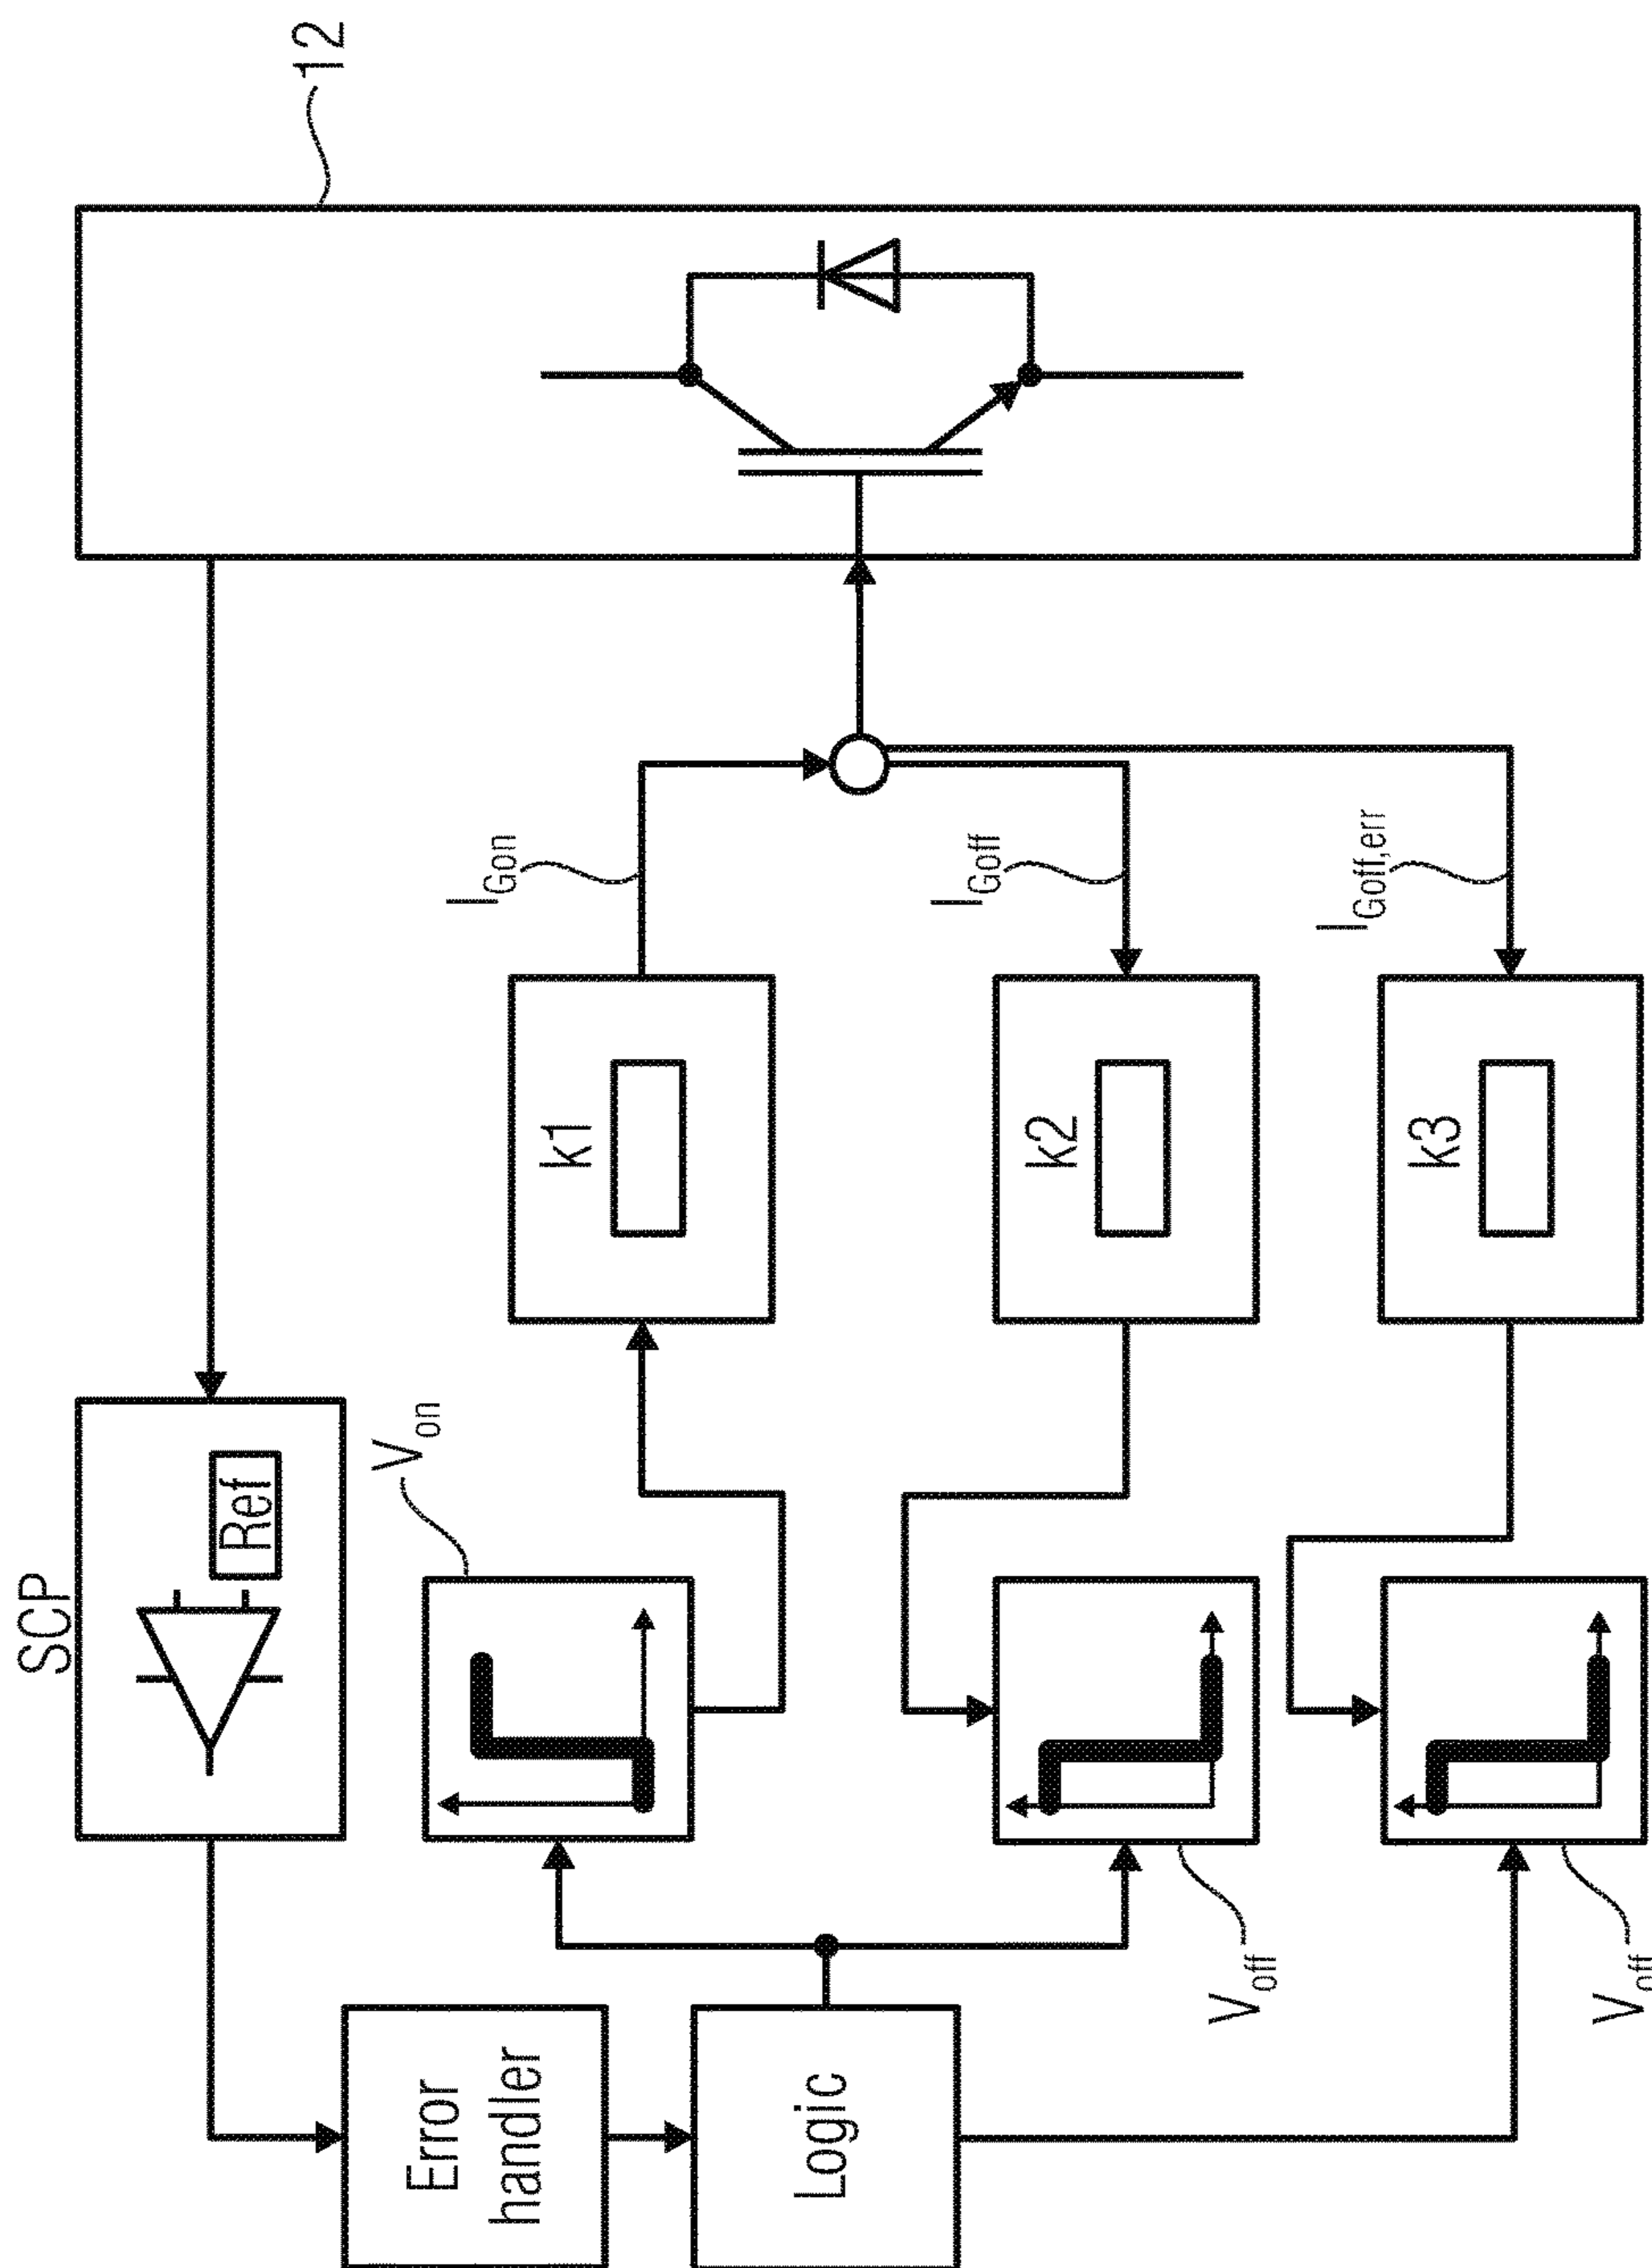 SCP
Ref
12
V_on
Error
handler
I_Gon
k1
Logic
I_Goff
k2
V_off
I_Goff,err
k3
V_off